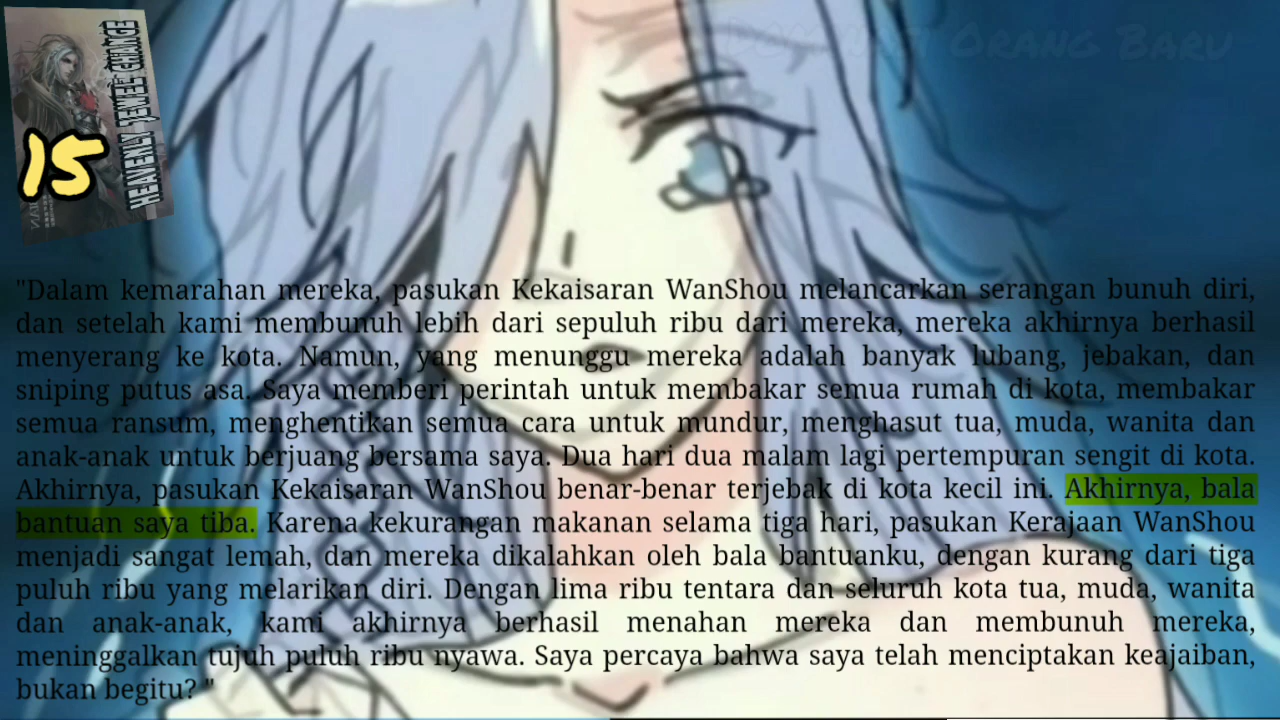 Orang Baru
HEAVENLY JEWEL CHANGE
15
"Dalam kemarahan mereka, pasukan Kekaisaran WanShou melancarkan serangan bunuh diri,
dan setelah kami membunuh lebih dari sepuluh ribu dari mereka, mereka akhirnya berhasil
menyerang ke kota. Namun, yang menunggu mereka adalah banyak lubang, jebakan, dan
sniping putus asa. Saya memberi perintah untuk membakar semua rumah di kota, membakar
semua ransum, menghentikan semua cara untuk mundur, menghasut tua, muda, wanita dan
anak-anak untuk berjuang bersama saya. Dua hari dua malam lagi pertempuran sengit di kota.
Akhirnya, pasukan Kekaisaran WanShou benar-benar terjebak di kota kecil ini. Akhirnya, bala
bantuan saya tiba. Karena kekurangan makanan selama tiga hari, pasukan Kerajaan WanShou
menjadi sangat lemah, dan mereka dikalahkan oleh bala bantuanku, dengan kurang dari tiga
puluh ribu yang melarikan diri. Dengan lima ribu tentara dan seluruh kota tua, muda, wanita
dan anak-anak, kami akhirnya berhasil menahan mereka dan membunuh mereka,
meninggalkan tujuh puluh ribu nyawa. Saya percaya bahwa saya telah menciptakan keajaiban,
bukan begitu? "